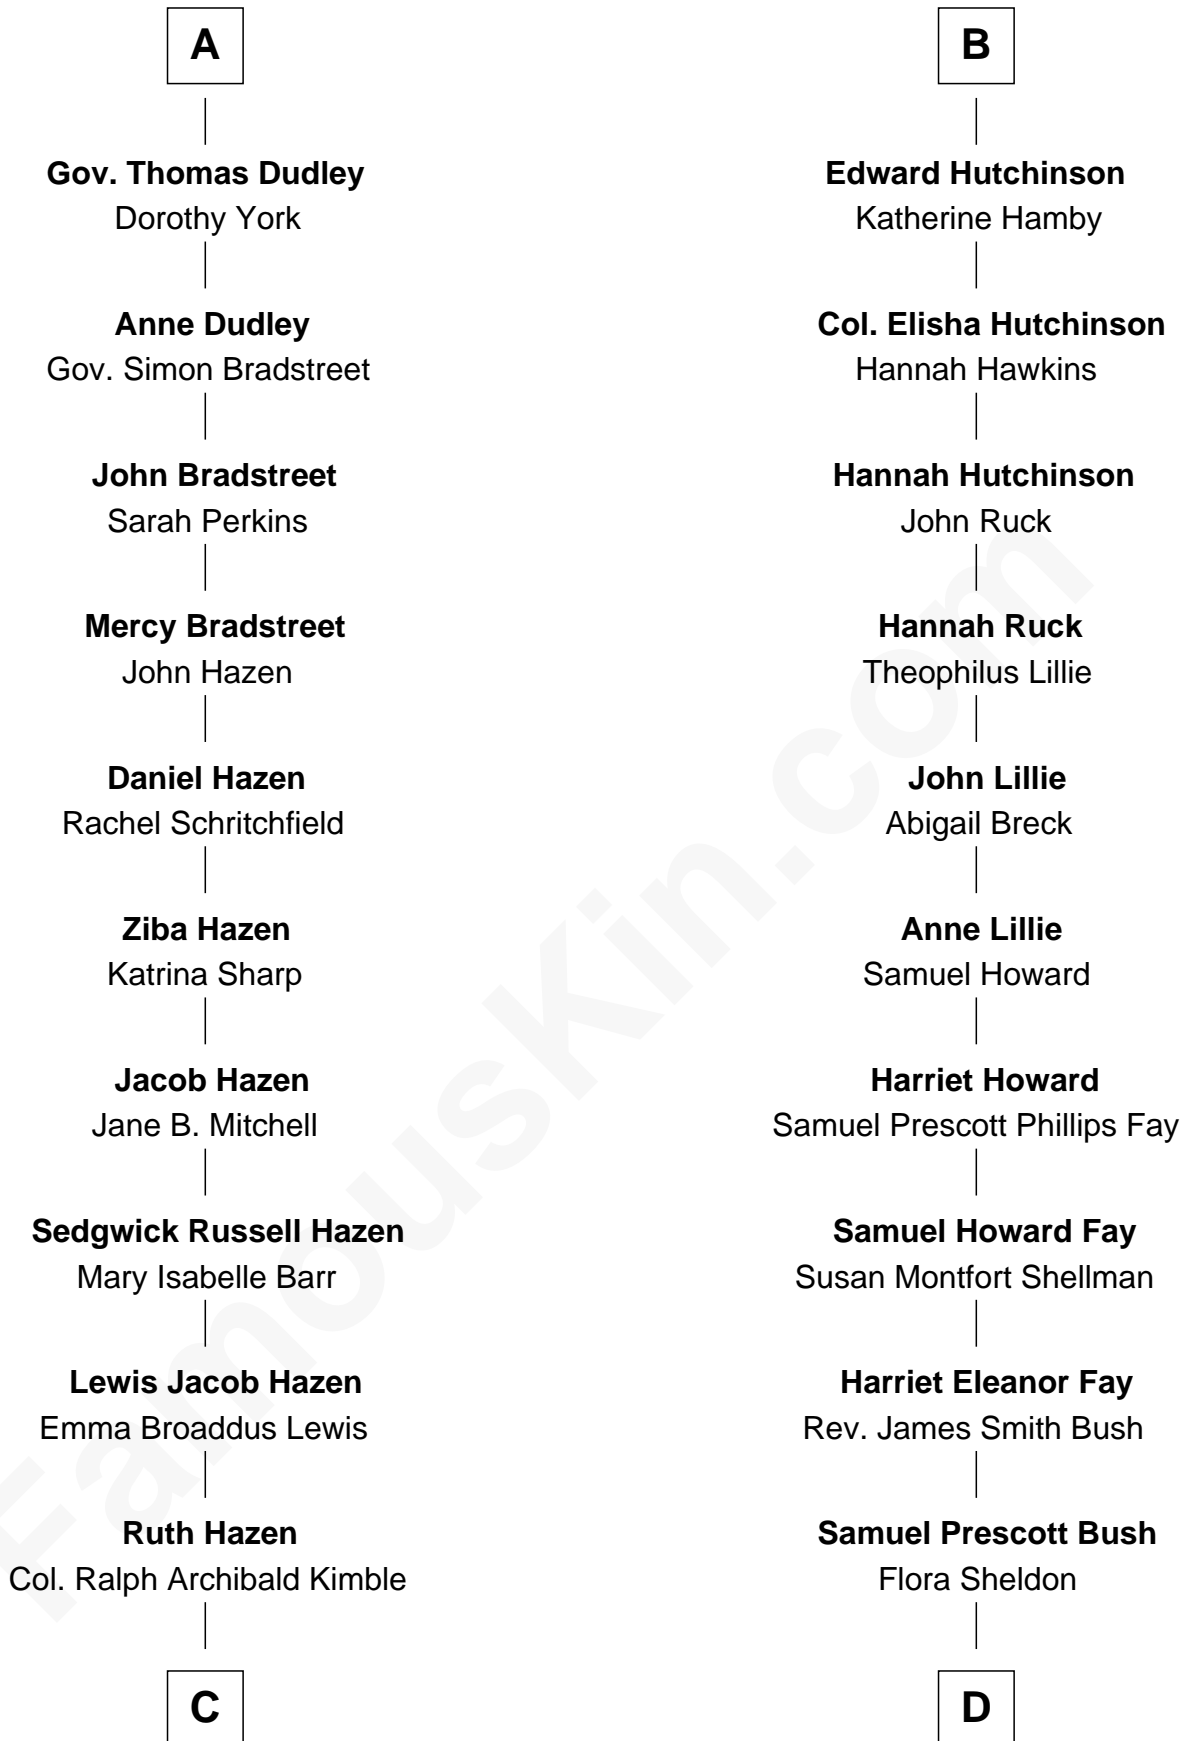 A
Gov. Thomas Dudley
Dorothy York
Anne Dudley
Gov. Simon Bradstreet
John Bradstreet
Sarah Perkins
Mercy Bradstreet
John Hazen
Daniel Hazen
Rachel Schritchfield
Ziba Hazen
Katrina Sharp
Jacob Hazen
Jane B. Mitchell
Sedgwick Russell Hazen
Mary Isabelle Barr
Lewis Jacob Hazen
Emma Broaddus Lewis
Ruth Hazen
Col. Ralph Archibald Kimble
C
B
Edward Hutchinson
Katherine Hamby
Col. Elisha Hutchinson
Hannah Hawkins
Hannah Hutchinson
John Ruck
Hannah Ruck
Theophilus Lillie
John Lillie
Abigail Breck
Anne Lillie
Samuel Howard
Harriet Howard
Samuel Prescott Phillips Fay
Samuel Howard Fay
Susan Montfort Shellman
Harriet Eleanor Fay
Rev. James Smith Bush
Samuel Prescott Bush
Flora Sheldon
D
FamousKin.com